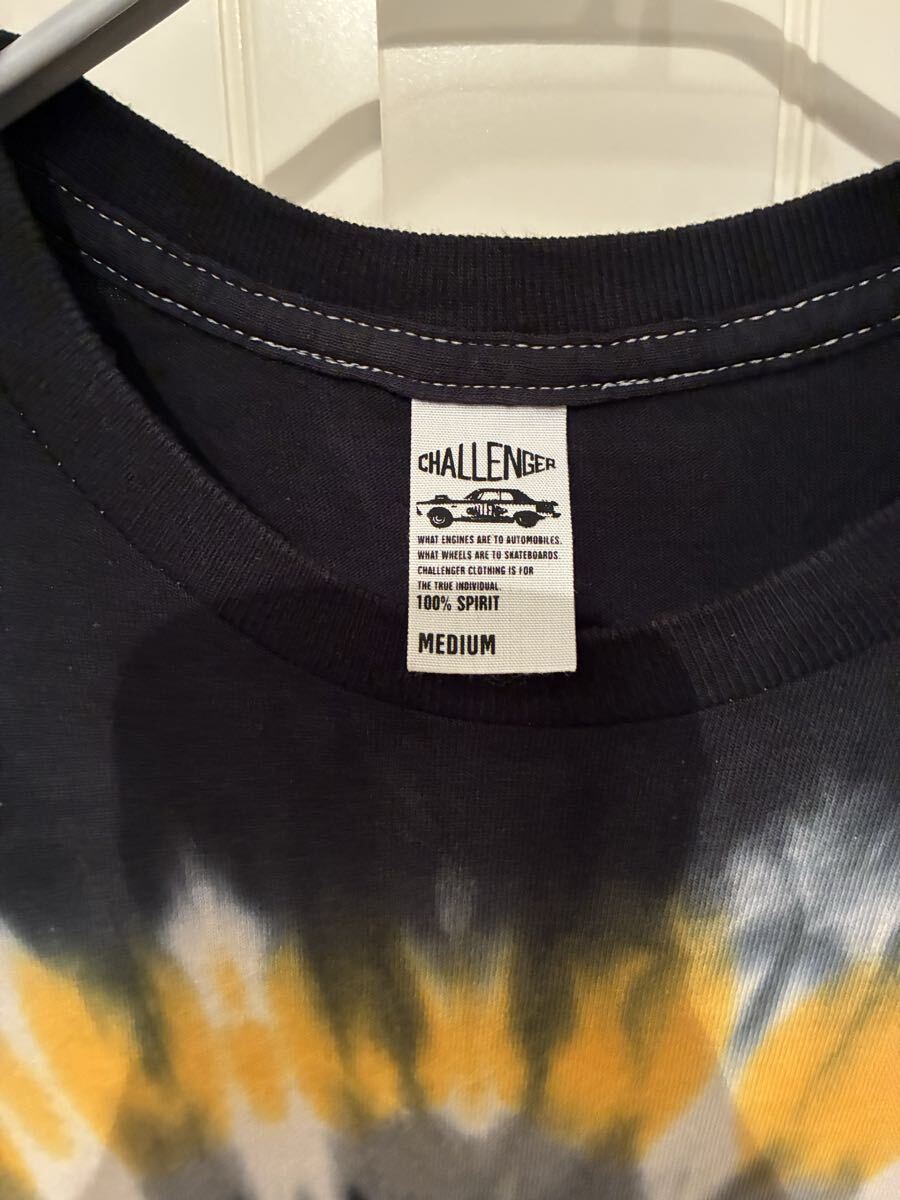 CHALLENGER
WHAT ENGINES ARE TO AUTOMOBILES.
WHAT WHEELS ARE TO SKATEBOARDS.
CHALLENGER CLOTHING IS FOR
THE TRUE INDIVIDUAL.
100% SPIRIT
MEDIUM